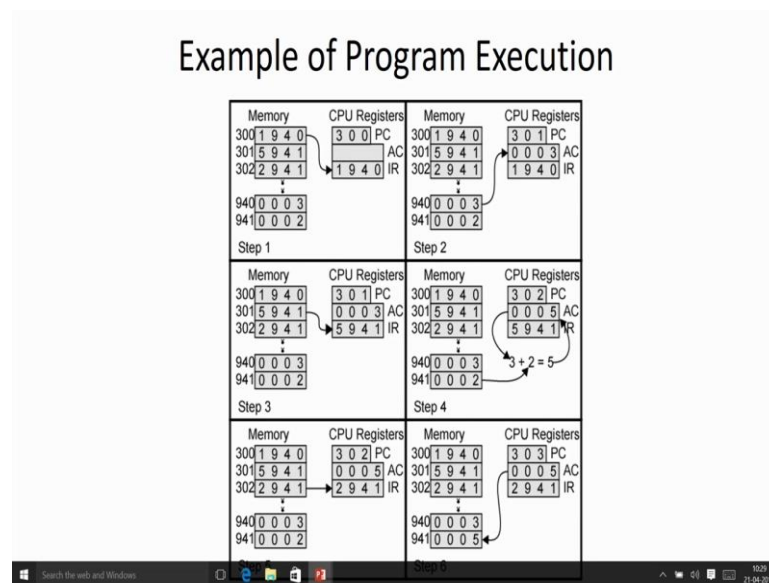 Example of Program Execution
Memory CPU Registers
300 1 9 4 0 3 0 0 PC
301 5 9 4 1 AC
302 2 9 4 1 1 9 4 0 IR
940 0 0 0 3
941 0 0 0 2
Step 1
Memory CPU Registers
300 1 9 4 0 3 0 1 PC
301 5 9 4 1 0 0 0 3 AC
302 2 9 4 1 1 9 4 0 IR
940 0 0 0 3
941 0 0 0 2
Step 2
Memory CPU Registers
300 1 9 4 0 3 0 1 PC
301 5 9 4 1 0 0 0 3 AC
302 2 9 4 1 5 9 4 1 IR
940 0 0 0 3
941 0 0 0 2
Step 3
Memory CPU Registers
300 1 9 4 0 3 0 2 PC
301 5 9 4 1 0 0 0 5 AC
302 2 9 4 1 5 9 4 1 IR
940 0 0 0 3 3 + 2 = 5
941 0 0 0 2
Step 4
Memory CPU Registers
300 1 9 4 0 3 0 2 PC
301 5 9 4 1 0 0 0 5 AC
302 2 9 4 1 2 9 4 1 IR
940 0 0 0 3
941 0 0 0 2
Step 5
Memory CPU Registers
300 1 9 4 0 3 0 3 PC
301 5 9 4 1 0 0 0 5 AC
302 2 9 4 1 2 9 4 1 IR
940 0 0 0 3
941 0 0 0 5
Step 6
Search the web and Windows
10:29